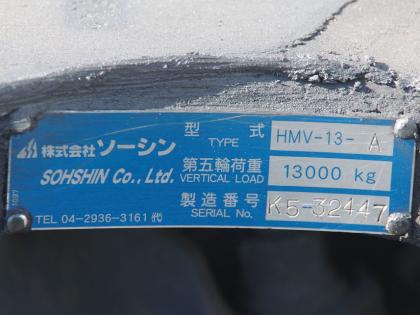 株式会社 ソーシン
SOHSHIN Co., Ltd.
TEL 04-2936-3161 代
型式 HMV-13-A
TYPE
第五輪荷重 13000 kg
VERTICAL LOAD
製造番号 K5-32447
SERIAL No.